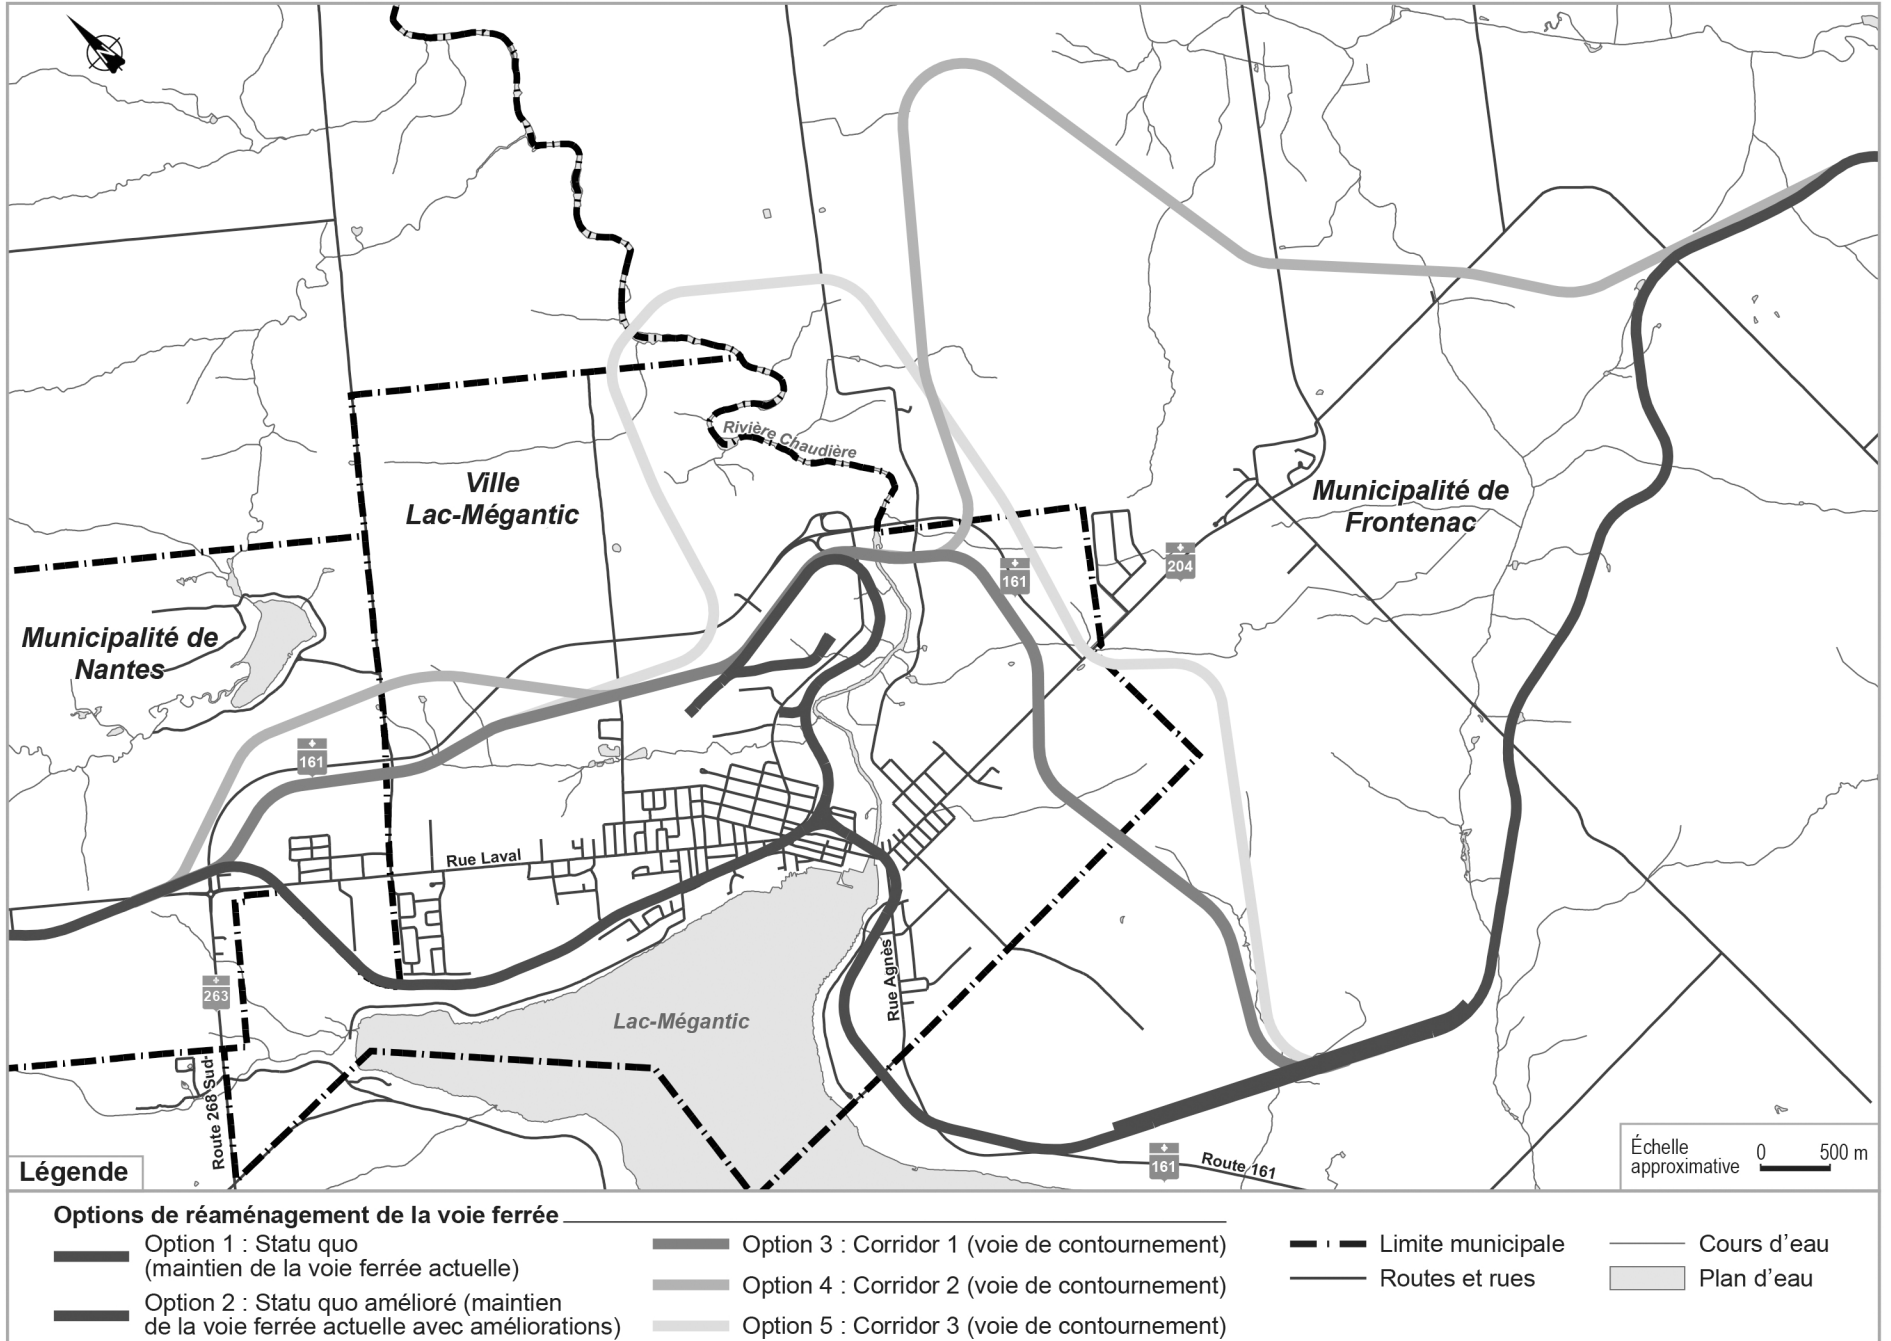 N
Rivière Chaudière
Ville
Lac-Mégantic
Municipalité de
Frontenac
204
161
Municipalité de
Nantes
161
Rue Laval
263
Rue Agnès
Lac-Mégantic
Route 268 Sud
161
Route 161
Échelle
approximative
0 500 m
Légende
Options de réaménagement de la voie ferrée
Option 1 : Statu quo
(maintien de la voie ferrée actuelle)
Option 2 : Statu quo amélioré (maintien
de la voie ferrée actuelle avec améliorations)
Option 3 : Corridor 1 (voie de contournement)
Option 4 : Corridor 2 (voie de contournement)
Option 5 : Corridor 3 (voie de contournement)
Limite municipale
Routes et rues
Cours d’eau
Plan d’eau